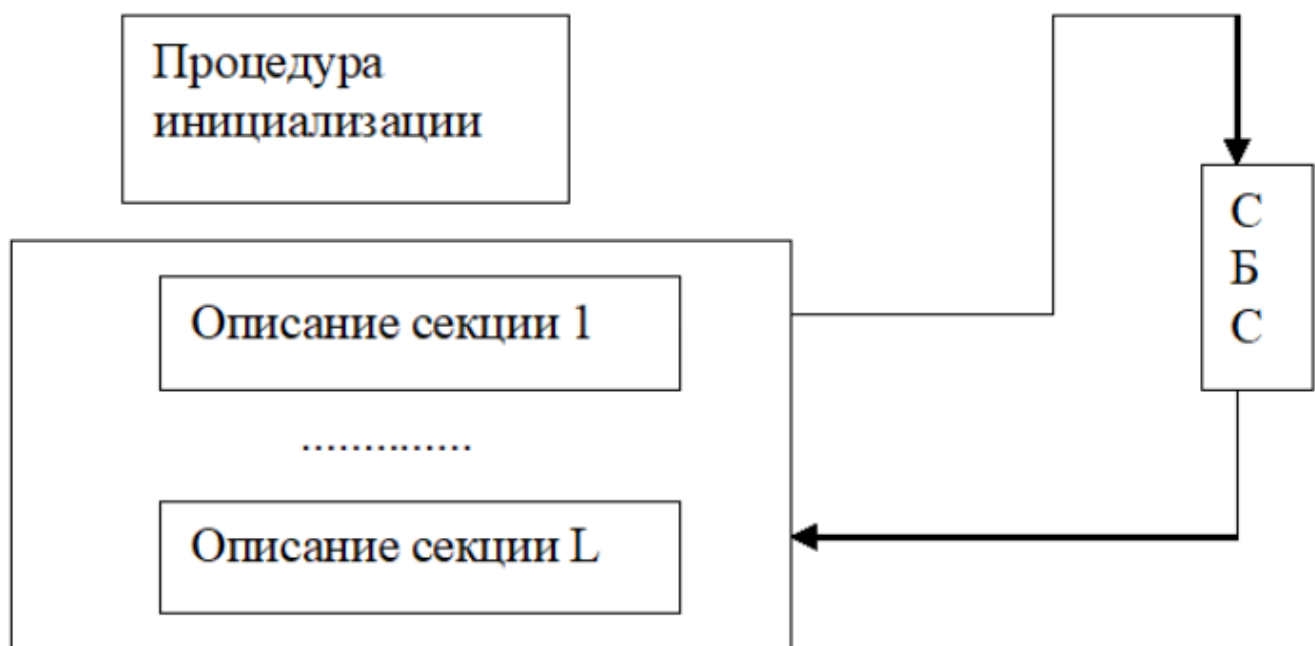 Процедура
инициализации
С
Б
С
Описание секции 1
..............
Описание секции L